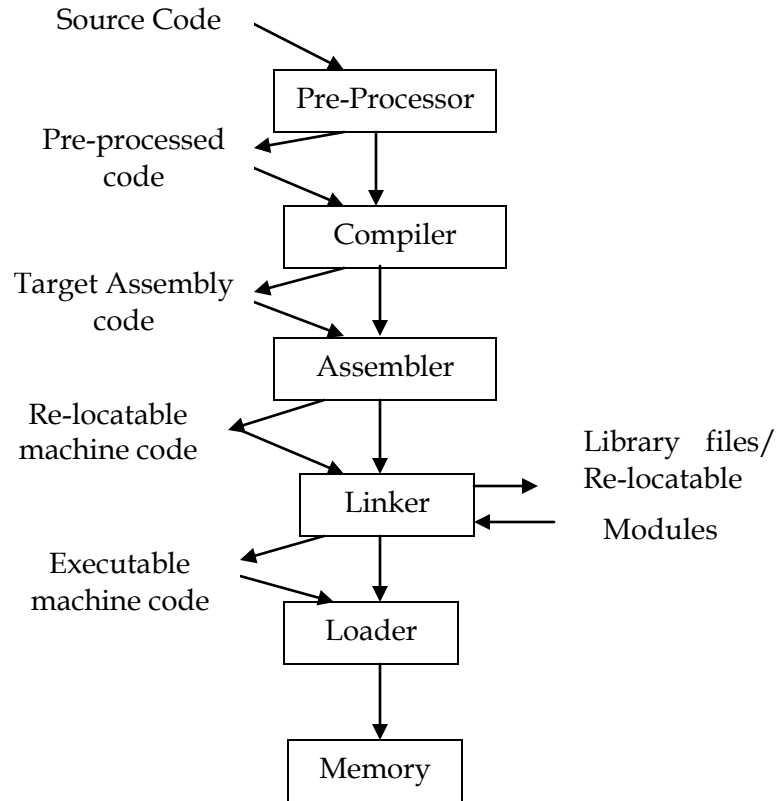 Source Code
Pre-Processor
Pre-processed
code
Compiler
Target Assembly
code
Assembler
Re-locatable
machine code
Library files/
Re-locatable
Modules
Linker
Executable
machine code
Loader
Memory